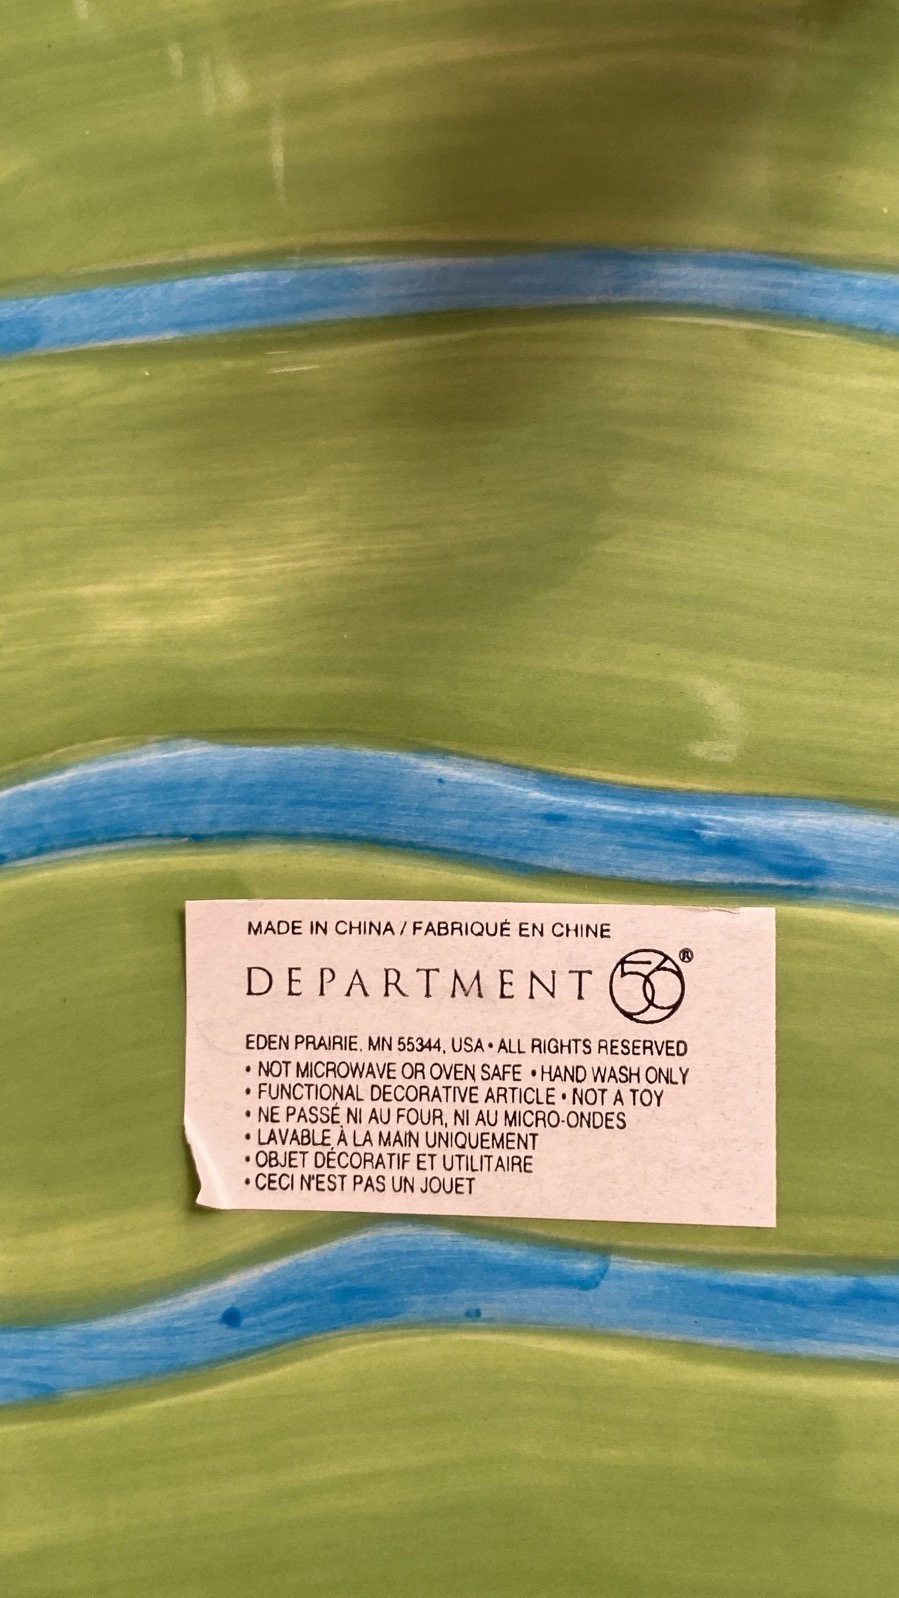 MADE IN CHINA / FABRIQUÉ EN CHINE
DEPARTMENT 56®
EDEN PRAIRIE, MN 55344, USA • ALL RIGHTS RESERVED
• NOT MICROWAVE OR OVEN SAFE • HAND WASH ONLY
• FUNCTIONAL DECORATIVE ARTICLE • NOT A TOY
• NE PASSÉ NI AU FOUR, NI AU MICRO-ONDES
• LAVABLE À LA MAIN UNIQUEMENT
• OBJET DÉCORATIF ET UTILITAIRE
• CECI N'EST PAS UN JOUET